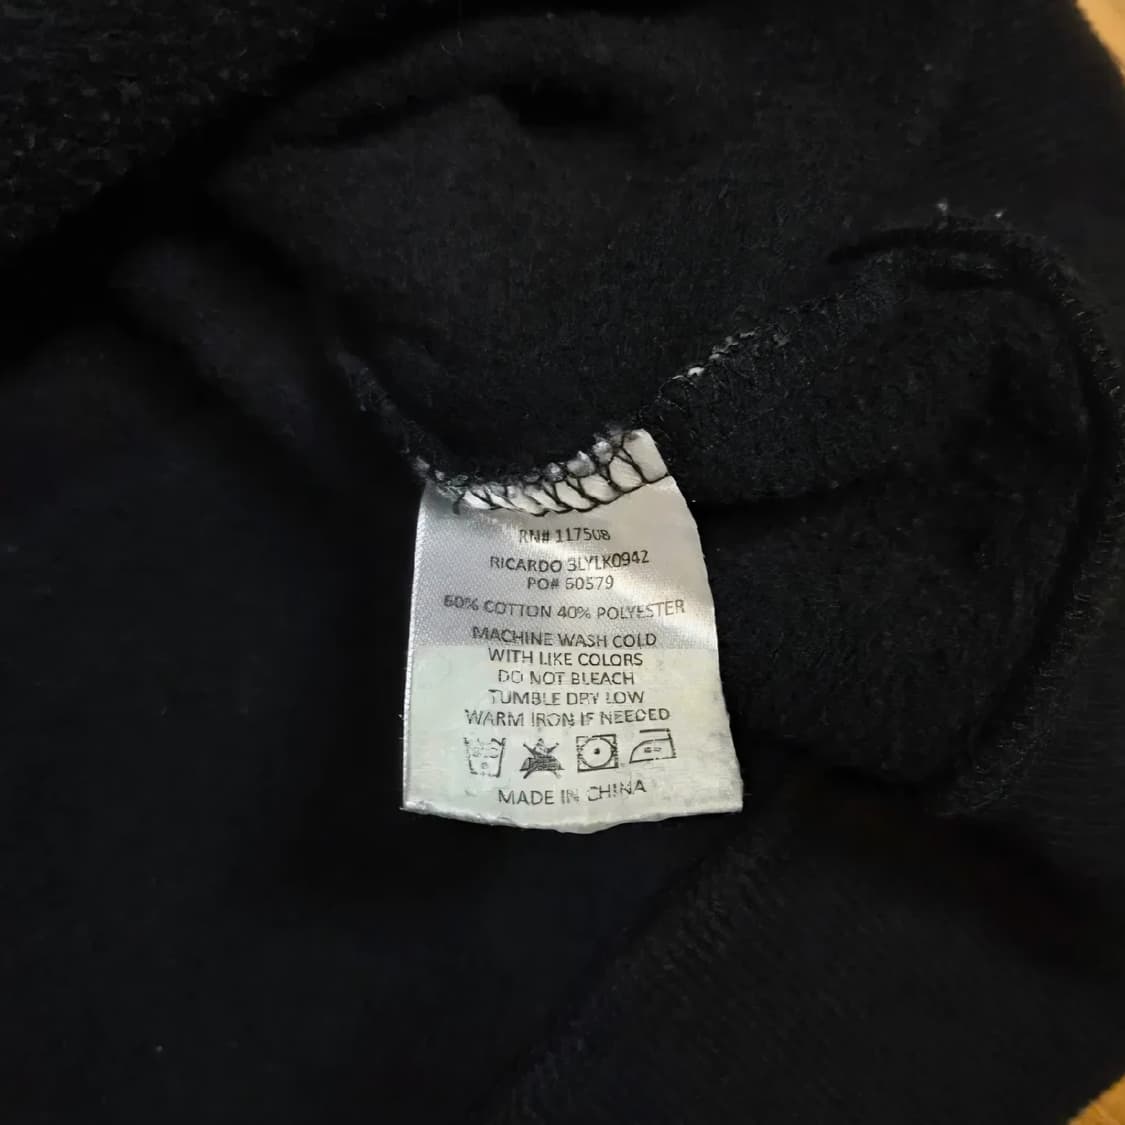 RN# 117508
RICARDO 3LYLK0942
PO# 60579
60% COTTON 40% POLYESTER
MACHINE WASH COLD
WITH LIKE COLORS
DO NOT BLEACH
TUMBLE DRY LOW
WARM IRON IF NEEDED
MADE IN CHINA